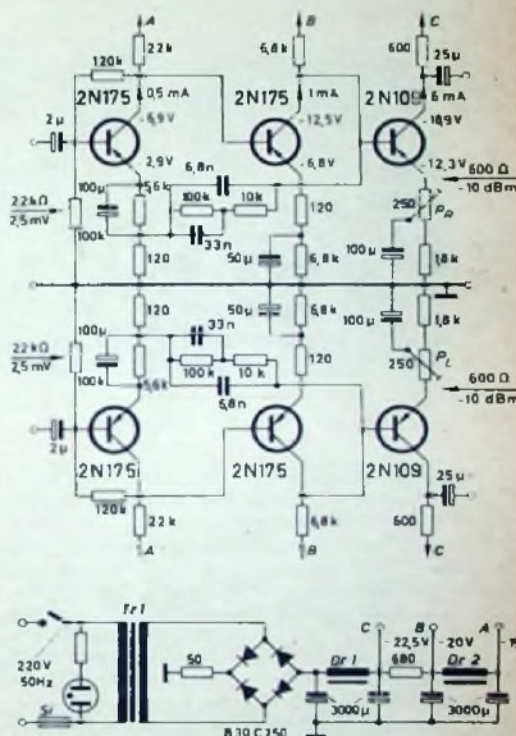 A B C
22k 6,8k 600 25µ
120k
2N175 0,5 mA 2N175 1mA 2N109 6 mA
2µ -6,9V -12,5V -18,9V
2,9V -6,8V -12,3V
6,8n 600 Ω
-10 dBm
100µ 5,6k 120 250 PR
22kΩ 100k 10k
2,5mV 100k 33n 100µ
120 50µ 6,8k 1,8k
120 50µ 6,8k 100µ 1,8k
100µ 33n
22kΩ 100k 10k 250 PL
2,5mV 100k 5,6k 6,8n 120 600 Ω
-10 dBm
2µ 2N175 2N175 2N109 25µ
120k
22k 6,8k 600
A B C
Tr1 C B A
50 Dr 1 -22,5V 680 -20V Dr 2
220V
50Hz
Si 3000µ 3000µ
B30C250